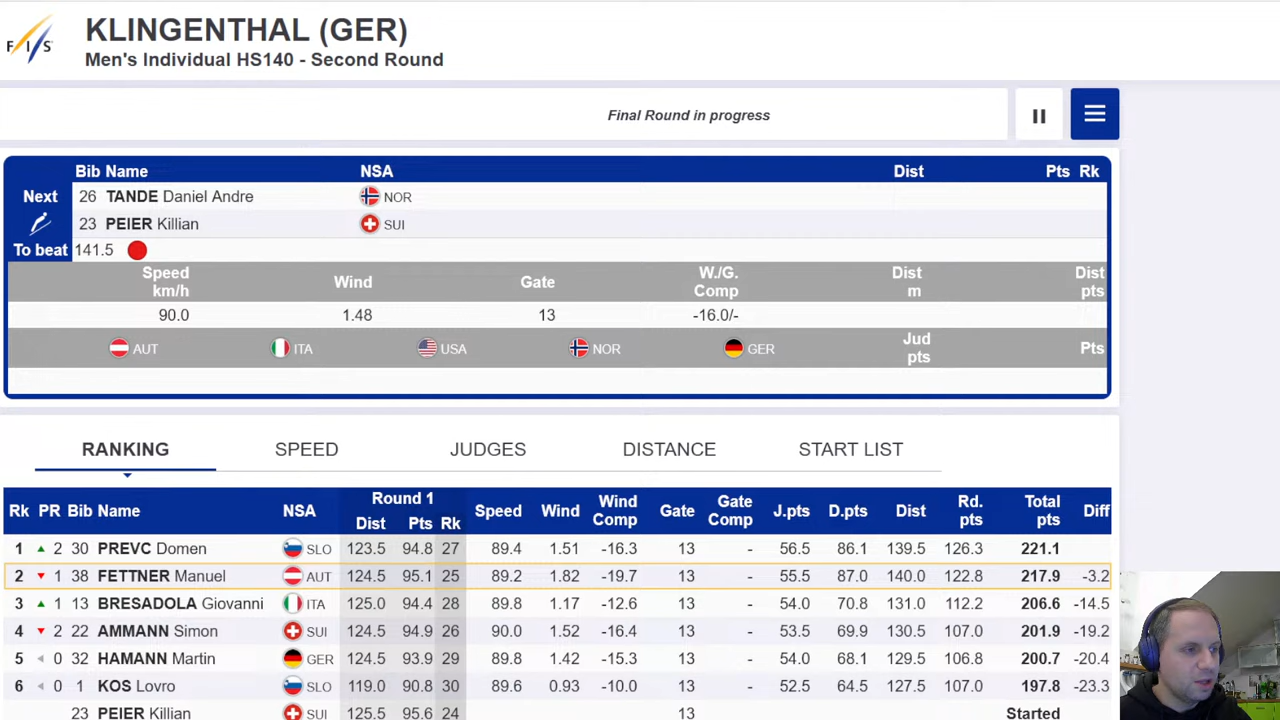 FIS
KLINGENTHAL (GER)
Men's Individual HS140 - Second Round
Final Round in progress
Bib Name NSA Dist Pts Rk
Next 26 TANDE Daniel Andre NOR
23 PEIER Killian SUI
To beat 141.5
Speed km/h Wind Gate W./G. Comp Dist m Dist pts
90.0 1.48 13 -16.0/-
AUT ITA USA NOR GER Jud pts Pts
RANKING SPEED JUDGES DISTANCE START LIST
Rk PR Bib Name NSA Round 1 Dist Pts Rk Speed Wind Wind Comp Gate Gate Comp J.pts D.pts Dist Rd. pts Total pts Diff
1 2 30 PREVC Domen SLO 123.5 94.8 27 89.4 1.51 -16.3 13 - 56.5 86.1 139.5 126.3 221.1
2 1 38 FETTNER Manuel AUT 124.5 95.1 25 89.2 1.82 -19.7 13 - 55.5 87.0 140.0 122.8 217.9 -3.2
3 1 13 BRESADOLA Giovanni ITA 125.0 94.4 28 89.8 1.17 -12.6 13 - 54.0 70.8 131.0 112.2 206.6 -14.5
4 2 22 AMMANN Simon SUI 124.5 94.9 26 90.0 1.52 -16.4 13 - 53.5 69.9 130.5 107.0 201.9 -19.2
5 0 32 HAMANN Martin GER 124.5 93.9 29 89.8 1.42 -15.3 13 - 54.0 68.1 129.5 106.8 200.7 -20.4
6 0 1 KOS Lovro SLO 119.0 90.8 30 89.6 0.93 -10.0 13 - 52.5 64.5 127.5 107.0 197.8 -23.3
23 PEIER Killian SUI 125.5 95.6 24 13 Started